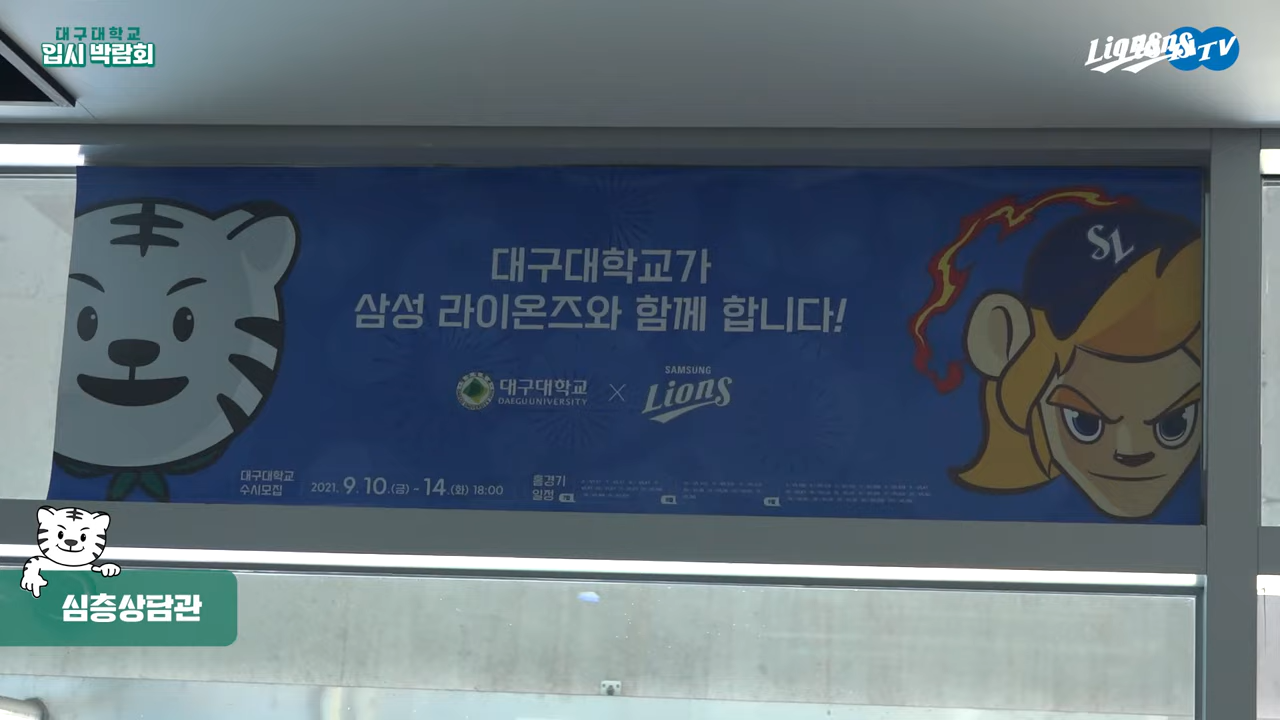 대구대학교
입시 박람회
Lions TV
SL
대구대학교가
삼성 라이온즈와 함께 합니다!
대구대학교
DAEGU UNIVERSITY
SAMSUNG
Lions
대구대학교
수시모집
2021. 9. 10.(금) - 14.(화) 18:00
홈경기
일정
심층상담관